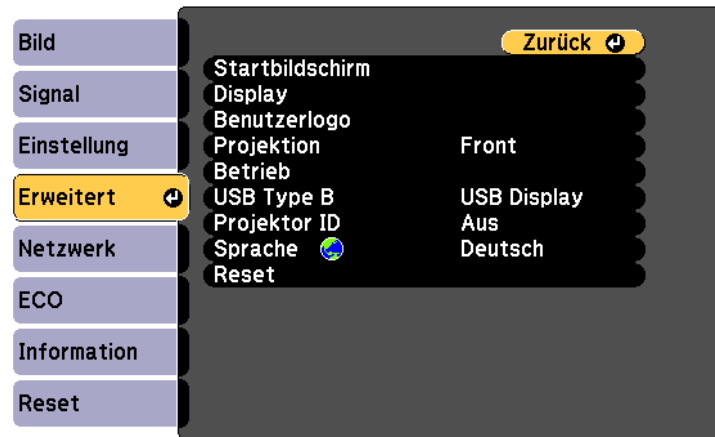 Bild
Signal
Einstellung
Erweitert
Netzwerk
ECO
Information
Reset
Zurück
Startbildschirm
Display
Benutzerlogo
Projektion Front
Betrieb
USB Type B USB Display
Projektor ID Aus
Sprache Deutsch
Reset